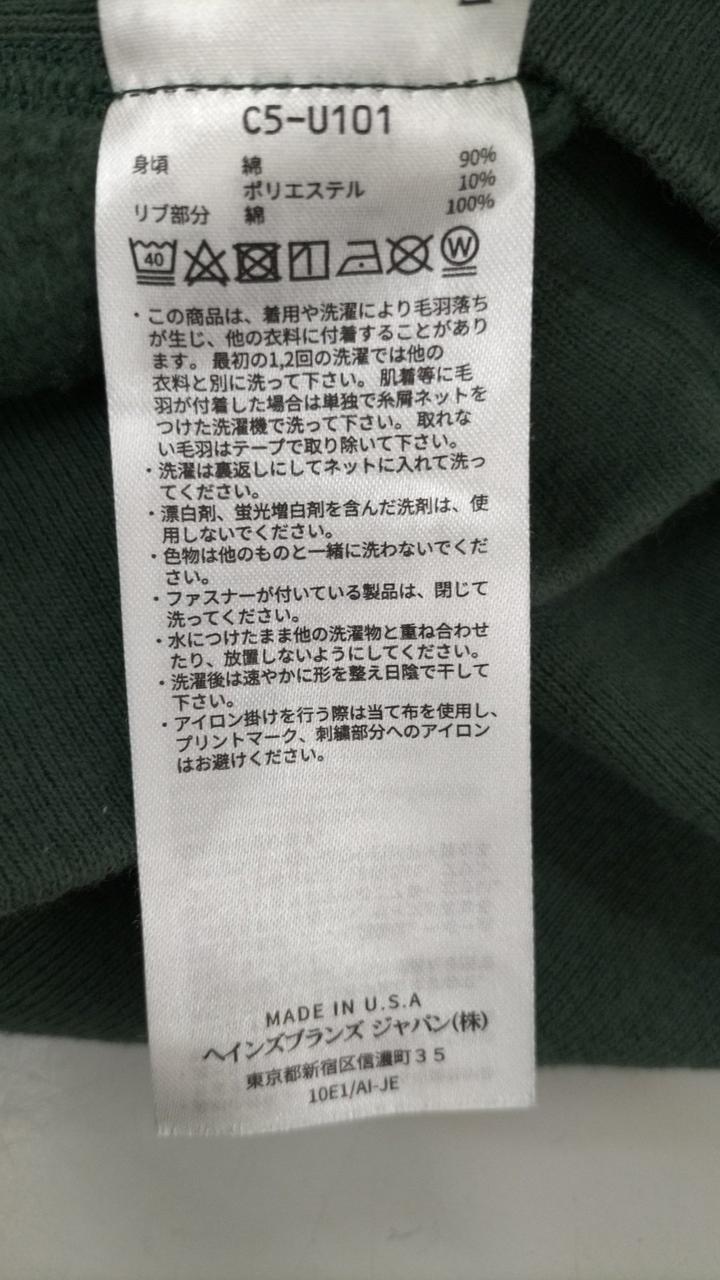 C5-U101
身頃 綿 90%
ポリエステル 10%
リブ部分 綿 100%
40 W
・この商品は、着用や洗濯により毛羽落ち
が生じ、他の衣料に付着することがあり
ます。最初の1,2回の洗濯では他の
衣料と別に洗って下さい。肌着等に毛
羽が付着した場合は単独で糸屑ネットを
つけた洗濯機で洗って下さい。取れな
い毛羽はテープで取り除いて下さい。
・洗濯は裏返しにしてネットに入れて洗っ
てください。
・漂白剤、蛍光増白剤を含んだ洗剤は、使
用しないでください。
・色物は他のものと一緒に洗わないでくだ
さい。
・ファスナーが付いている製品は、閉じて
洗ってください。
・水につけたまま他の洗濯物と重ね合わせ
たり、放置しないようにしてください。
・洗濯後は速やかに形を整え日陰で干して
下さい。
・アイロン掛けを行う際は当て布を使用し、
プリントマーク、刺繍部分へのアイロン
はお避けください。
MADE IN U.S.A
ヘインズブランズ ジャパン(株)
東京都新宿区信濃町35
10E1/AI-JE